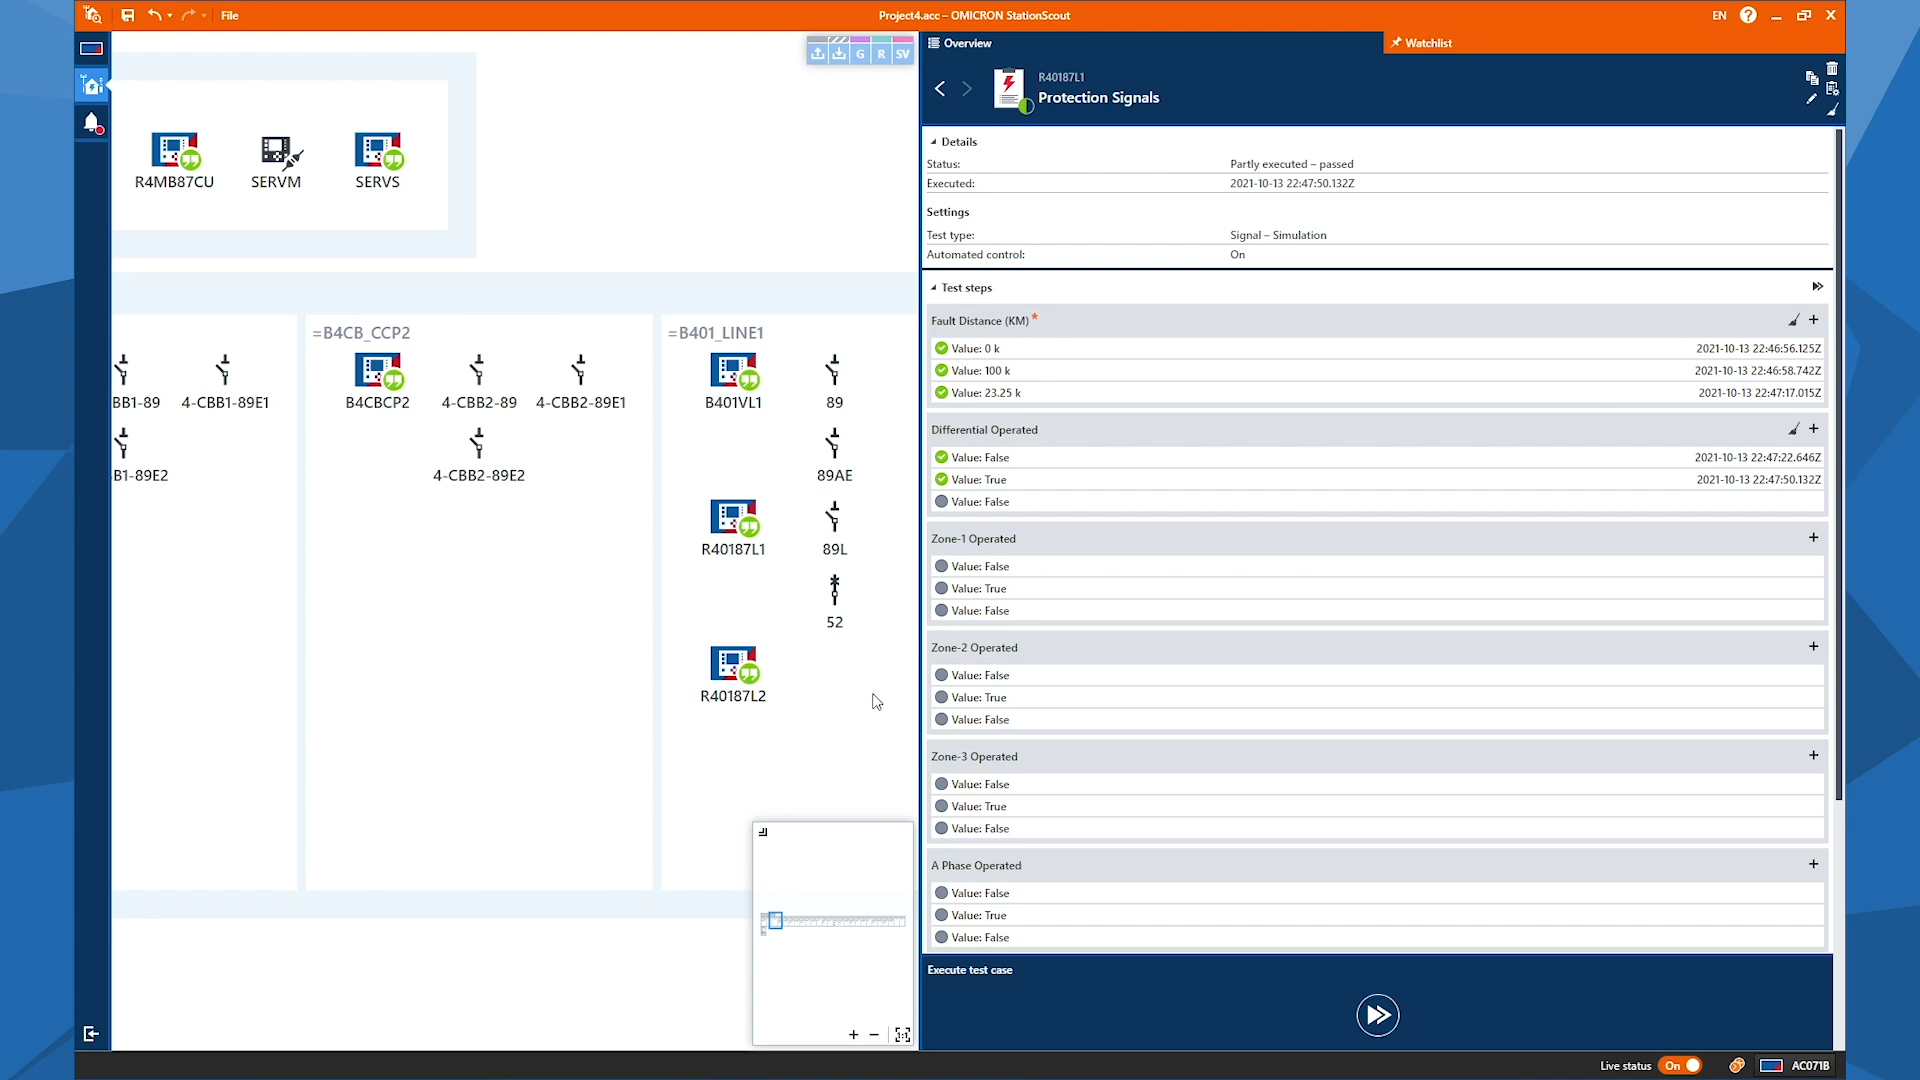 File
Project4.acc – OMICRON StationScout
EN
G R SV
Overview
Watchlist
R40187L1
Protection Signals
R4MB87CU
SERVM
SERVS
Details
Status: Partly executed – passed
Executed: 2021-10-13 22:47:50.132Z
Settings
Test type: Signal – Simulation
Automated control: On
Test steps
=B4CB_CCP2
=B401_LINE1
BB1-89
4-CBB1-89E1
B4CBCP2
4-CBB2-89
4-CBB2-89E1
B401VL1
89
B1-89E2
4-CBB2-89E2
89AE
R40187L1
89L
52
R40187L2
Fault Distance (KM) *
Value: 0 k 2021-10-13 22:46:56.125Z
Value: 100 k 2021-10-13 22:46:58.742Z
Value: 23.25 k 2021-10-13 22:47:17.015Z
Differential Operated
Value: False 2021-10-13 22:47:22.646Z
Value: True 2021-10-13 22:47:50.132Z
Value: False
Zone-1 Operated
Value: False
Value: True
Value: False
Zone-2 Operated
Value: False
Value: True
Value: False
Zone-3 Operated
Value: False
Value: True
Value: False
A Phase Operated
Value: False
Value: True
Value: False
Execute test case
Live status On
AC071B